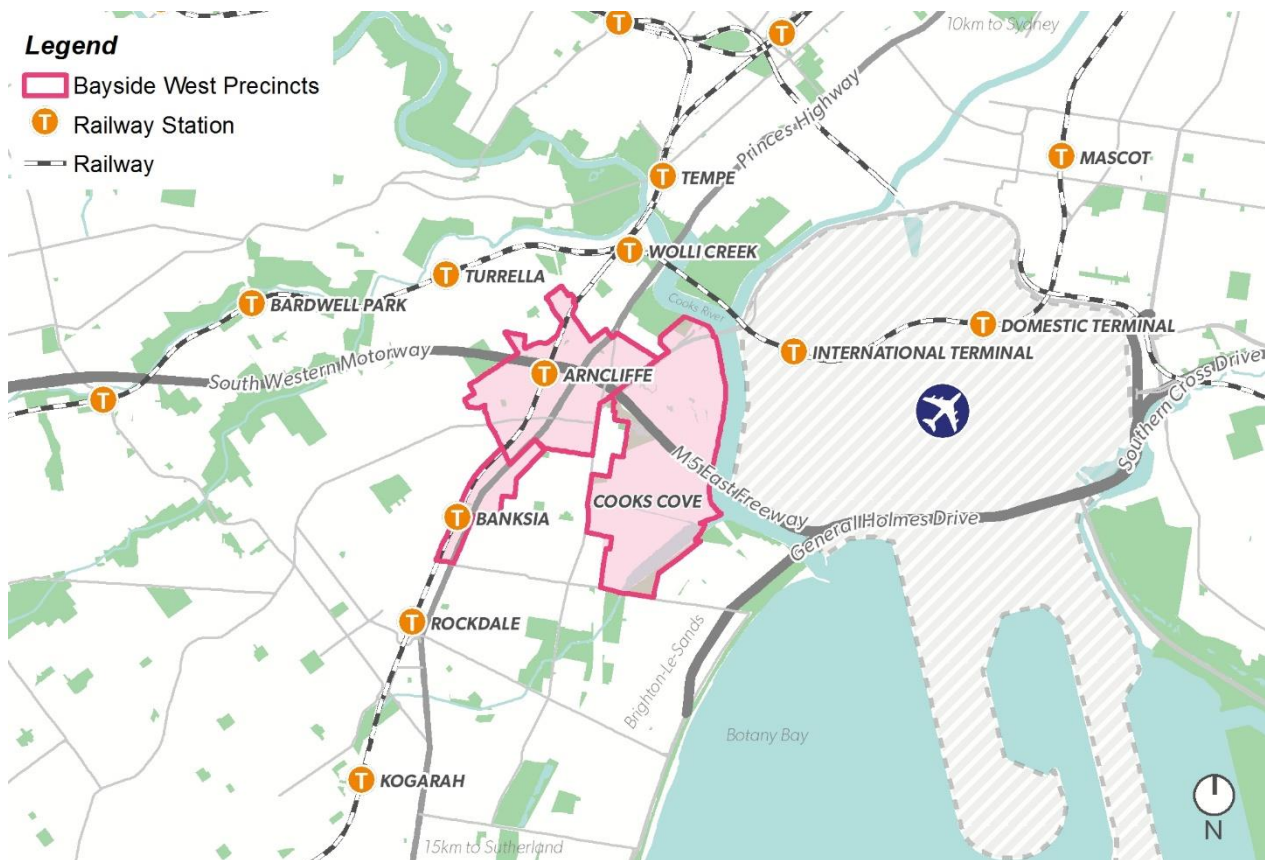 Legend
Bayside West Precincts
T Railway Station
Railway
T
T
10km to Sydney
Princes Highway
T MASCOT
T TEMPE
T WOLLI CREEK
T TURRELLA
T BARDWELL PARK
Cooks River
T DOMESTIC TERMINAL
T INTERNATIONAL TERMINAL
South Western Motorway
T ARNCLIFFE
T
Southern Cross Drive
M5 East Freeway
COOKS COVE
T BANKSIA
General Holmes Drive
T ROCKDALE
Brighton-Le-Sands
Botany Bay
T KOGARAH
15km to Sutherland
N